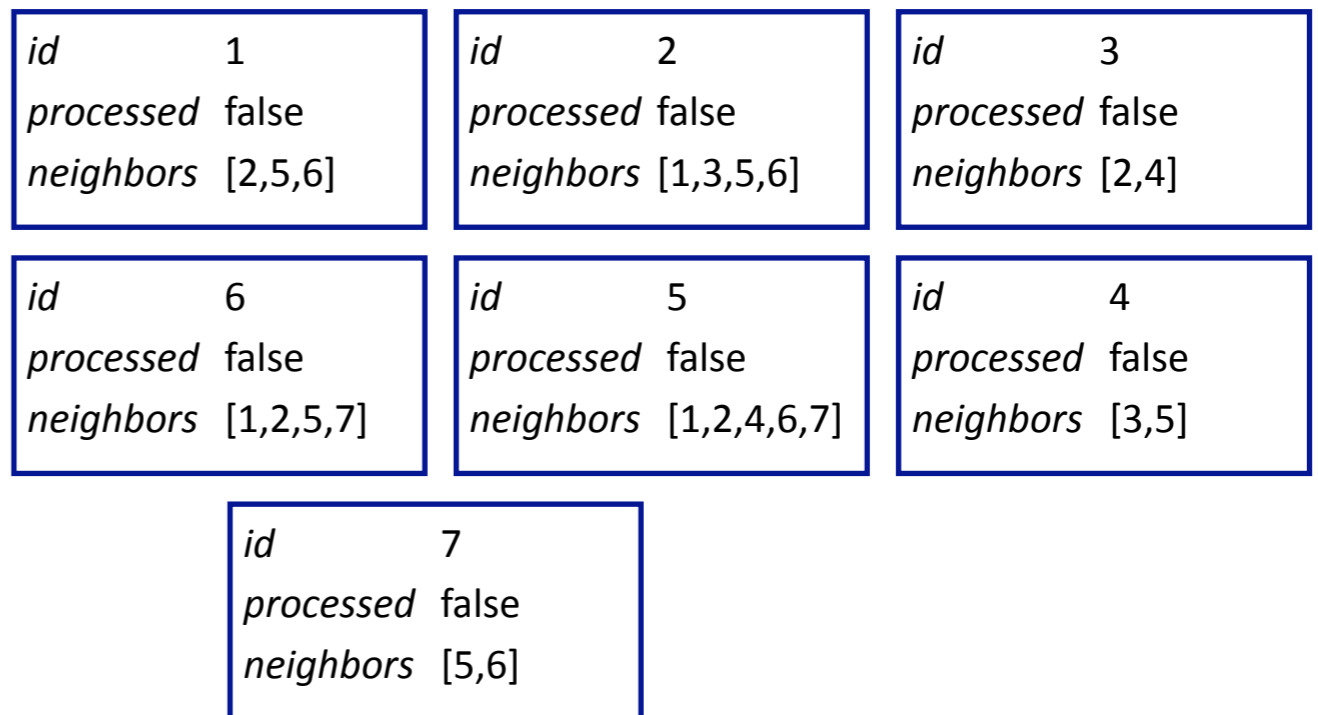 id 1
processed false
neighbors [2,5,6]
id 2
processed false
neighbors [1,3,5,6]
id 3
processed false
neighbors [2,4]
id 6
processed false
neighbors [1,2,5,7]
id 5
processed false
neighbors [1,2,4,6,7]
id 4
processed false
neighbors [3,5]
id 7
processed false
neighbors [5,6]